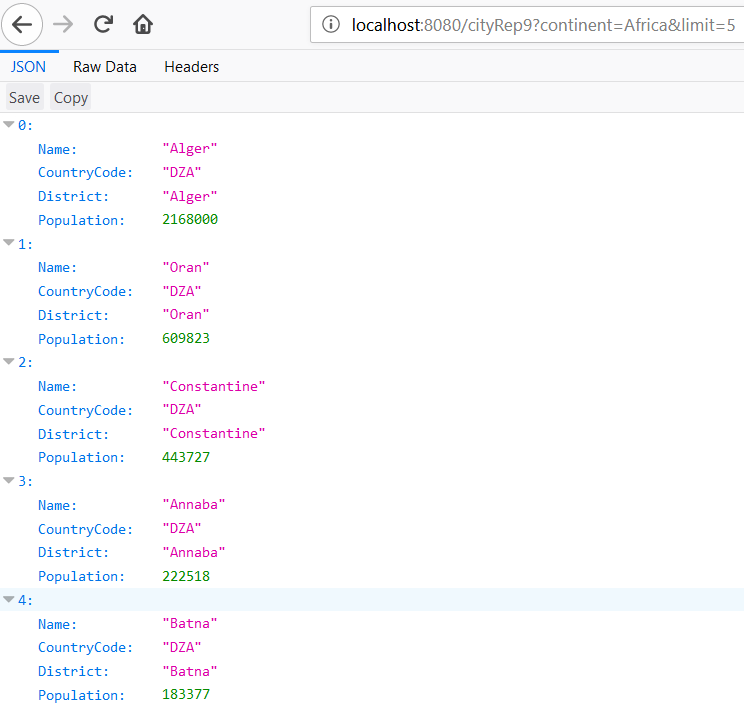 localhost:8080/cityRep9?continent=Africa&limit=5
JSON Raw Data Headers
Save Copy
0:
Name: "Alger"
CountryCode: "DZA"
District: "Alger"
Population: 2168000
1:
Name: "Oran"
CountryCode: "DZA"
District: "Oran"
Population: 609823
2:
Name: "Constantine"
CountryCode: "DZA"
District: "Constantine"
Population: 443727
3:
Name: "Annaba"
CountryCode: "DZA"
District: "Annaba"
Population: 222518
4:
Name: "Batna"
CountryCode: "DZA"
District: "Batna"
Population: 183377